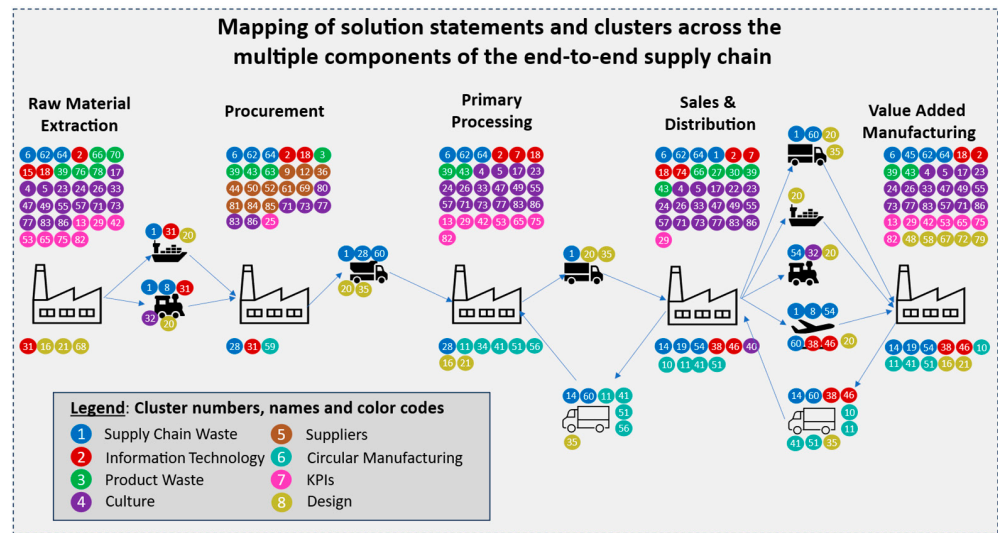 Mapping of solution statements and clusters across the
multiple components of the end-to-end supply chain
Raw Material
Extraction
6 62 64 2 66 70
15 18 39 76 78 17
4 5 23 24 26 33
47 49 55 57 71 73
77 83 86 13 29 42
53 65 75 82
31 16 21 68
1 31 20
1 8 31
32 20
Procurement
6 62 64 2 18 3
39 43 63 9 12 36
44 50 52 61 69 80
81 84 85 71 73 77
83 86 25
28 31 59
1 28 60
20 35
Primary
Processing
6 62 64 2 7 18
39 43 4 5 17 23
24 26 33 47 49 55
57 71 73 77 83 86
13 29 42 53 65 75
82
28 11 34 41 51 56
16 21
1 20 35
14 60 11 41
51
56
35
Sales &
Distribution
6 62 64 1 2 7
18 74 66 27 30 39
43 4 5 17 22 23
24 26 33 47 49 55
57 71 73 77 83 86
29
14 19 54 38 46 40
10 11 41 51
1 60 20
35
20
54 32 20
1 8 54
60 38 46 20
14 60 38 46
10
11
41 51 35
Value Added
Manufacturing
6 45 62 64 18 2
39 43 4 5 17 23
24 26 33 47 49 55
57 71 73 77 83 86
13 29 42 53 65 75
82 48 58 67 72 79
14 19 54 38 46 10
11 41 51 16 21
Legend: Cluster numbers, names and color codes
1 Supply Chain Waste
2 Information Technology
3 Product Waste
4 Culture
5 Suppliers
6 Circular Manufacturing
7 KPIs
8 Design